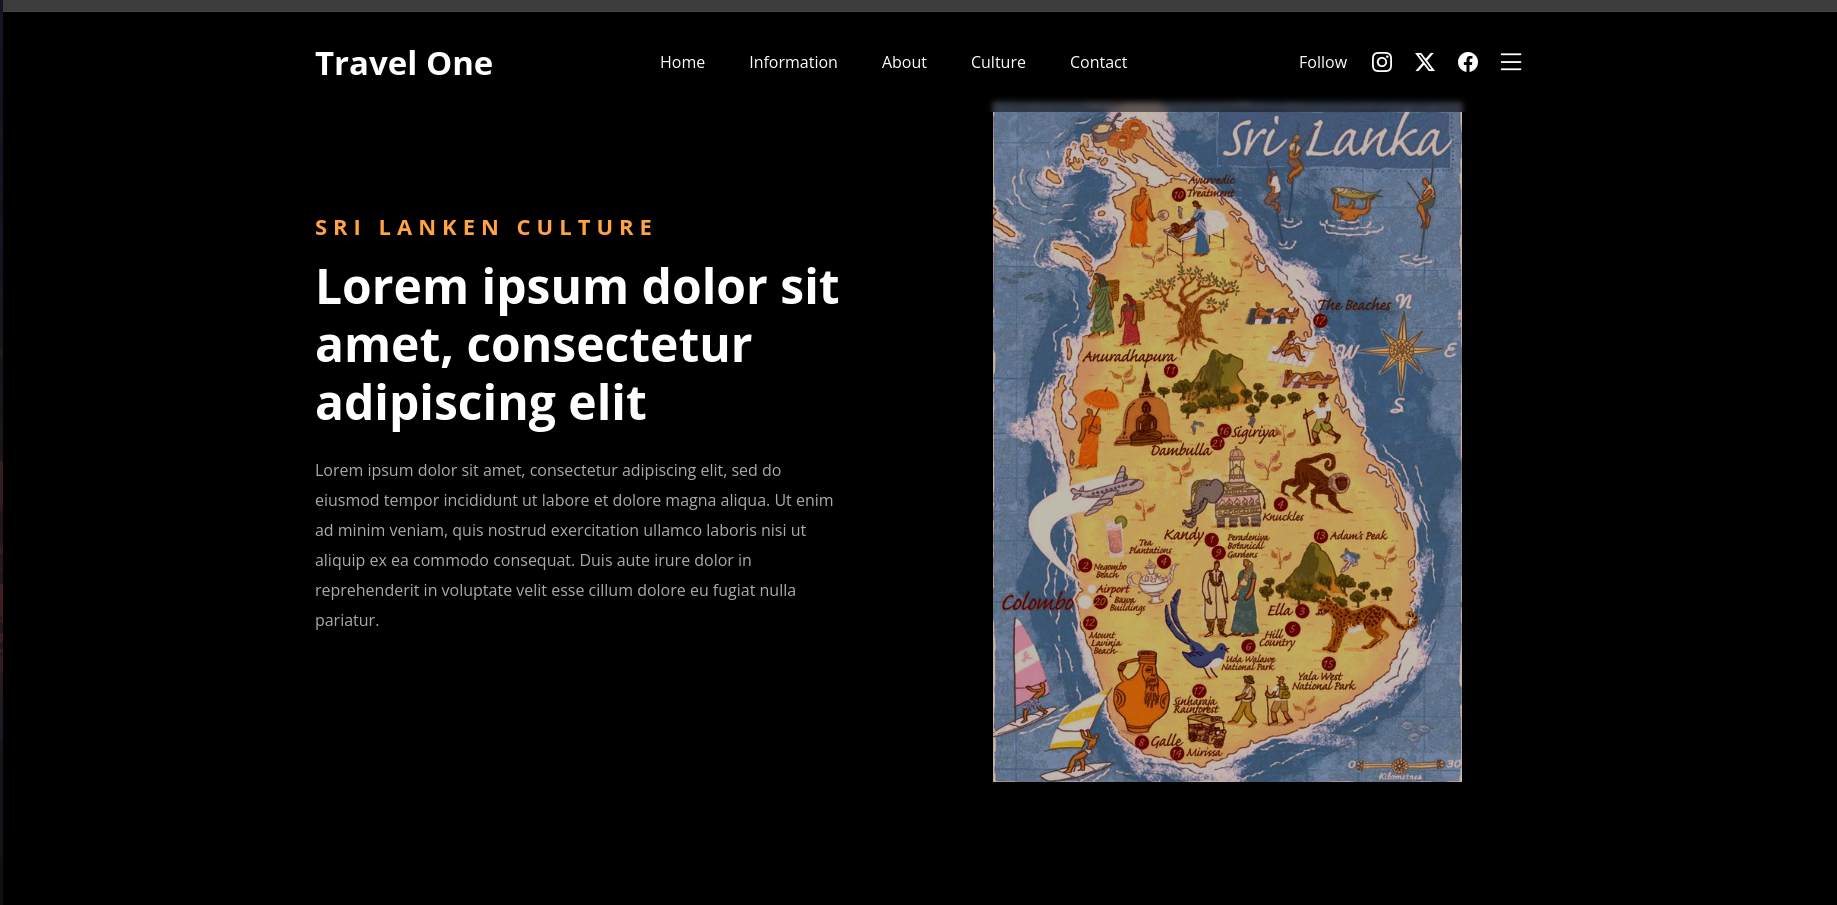 Travel One
Home
Information
About
Culture
Contact
Follow
SRI LANKEN CULTURE
Lorem ipsum dolor sit
amet, consectetur
adipiscing elit
Lorem ipsum dolor sit amet, consectetur adipiscing elit, sed do
eiusmod tempor incididunt ut labore et dolore magna aliqua. Ut enim
ad minim veniam, quis nostrud exercitation ullamco laboris nisi ut
aliquip ex ea commodo consequat. Duis aute irure dolor in
reprehenderit in voluptate velit esse cillum dolore eu fugiat nulla
pariatur.
Sri Lanka
Ayurvedic
10 Treatment
The Beaches
17
N
W
E
S
Anuradhapura
11
16 Sigiriya
Dambulla 21
4
Knuckles
Kandy 1
Peradeniya
Botanical
Gardens
9
13 Adam's Peak
Tea
Plantations
4
2 Negombo
Beach
Airport
Colombo
20 Bawa
Buildings
12
Mount
Lavinia
Beach
Ella 3
5
Hill
Country
6
Uda Walawe
National Park
15
Yala West
National Park
17
Sinharaja
Rainforest
8 Galle
14 Mirissa
0
30
Kilometres